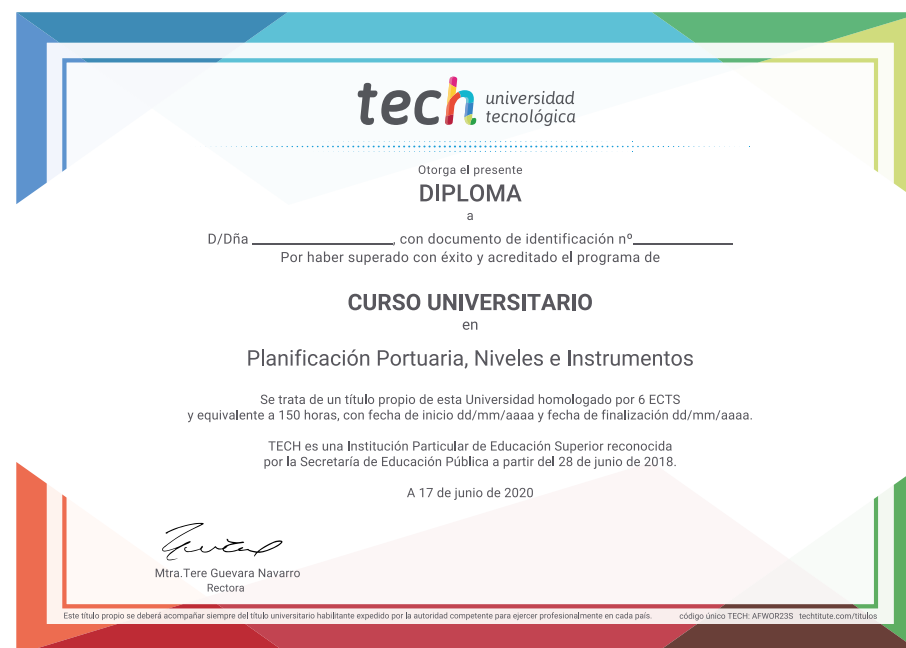 tech universidad
tecnológica
Otorga el presente
DIPLOMA
a
D/Dña ____________________, con documento de identificación nº______________
Por haber superado con éxito y acreditado el programa de
CURSO UNIVERSITARIO
en
Planificación Portuaria, Niveles e Instrumentos
Se trata de un título propio de esta Universidad homologado por 6 ECTS
y equivalente a 150 horas, con fecha de inicio dd/mm/aaaa y fecha de finalización dd/mm/aaaa.
TECH es una Institución Particular de Educación Superior reconocida
por la Secretaría de Educación Pública a partir del 28 de junio de 2018.
A 17 de junio de 2020
Mtra.Tere Guevara Navarro
Rectora
Este título propio se deberá acompañar siempre del título universitario habilitante expedido por la autoridad competente para ejercer profesionalmente en cada país. código único TECH: AFWOR23S techtitute.com/titulos